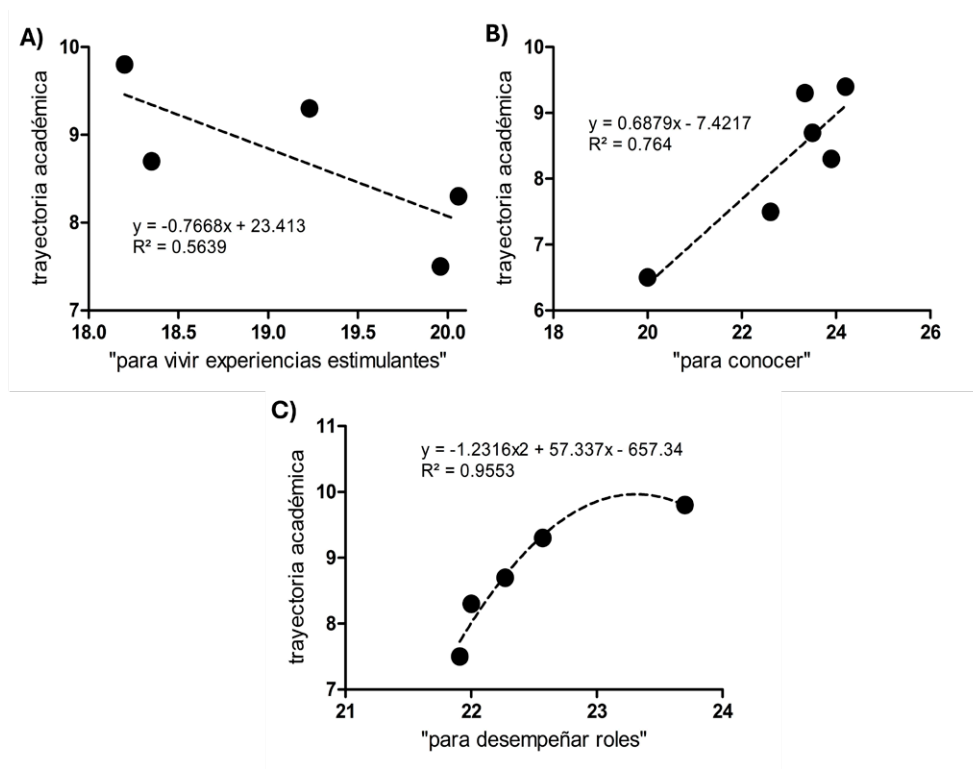 A)
trayectoria académica
10
9
8
7
y = -0.7668x + 23.413
R² = 0.5639
18.0 18.5 19.0 19.5 20.0
"para vivir experiencias estimulantes"
B)
trayectoria académica
10
9
8
7
6
y = 0.6879x - 7.4217
R² = 0.764
18 20 22 24 26
"para conocer"
C)
trayectoria académica
11
10
9
8
7
y = -1.2316x2 + 57.337x - 657.34
R² = 0.9553
21 22 23 24
"para desempeñar roles"